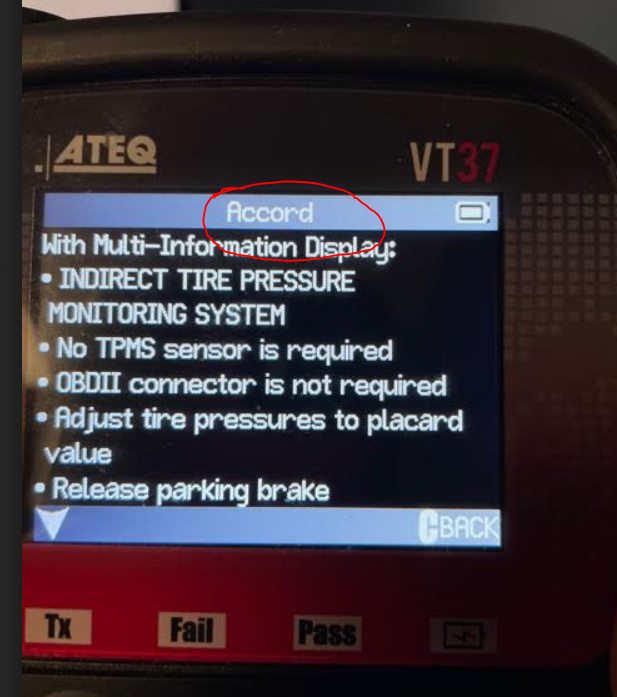 ATEQ
VT37
Accord
With Multi-Information Display:
• INDIRECT TIRE PRESSURE
MONITORING SYSTEM
• No TPMS sensor is required
• OBDII connector is not required
• Adjust tire pressures to placard
value
• Release parking brake
C BACK
Tx
Fail
Pass